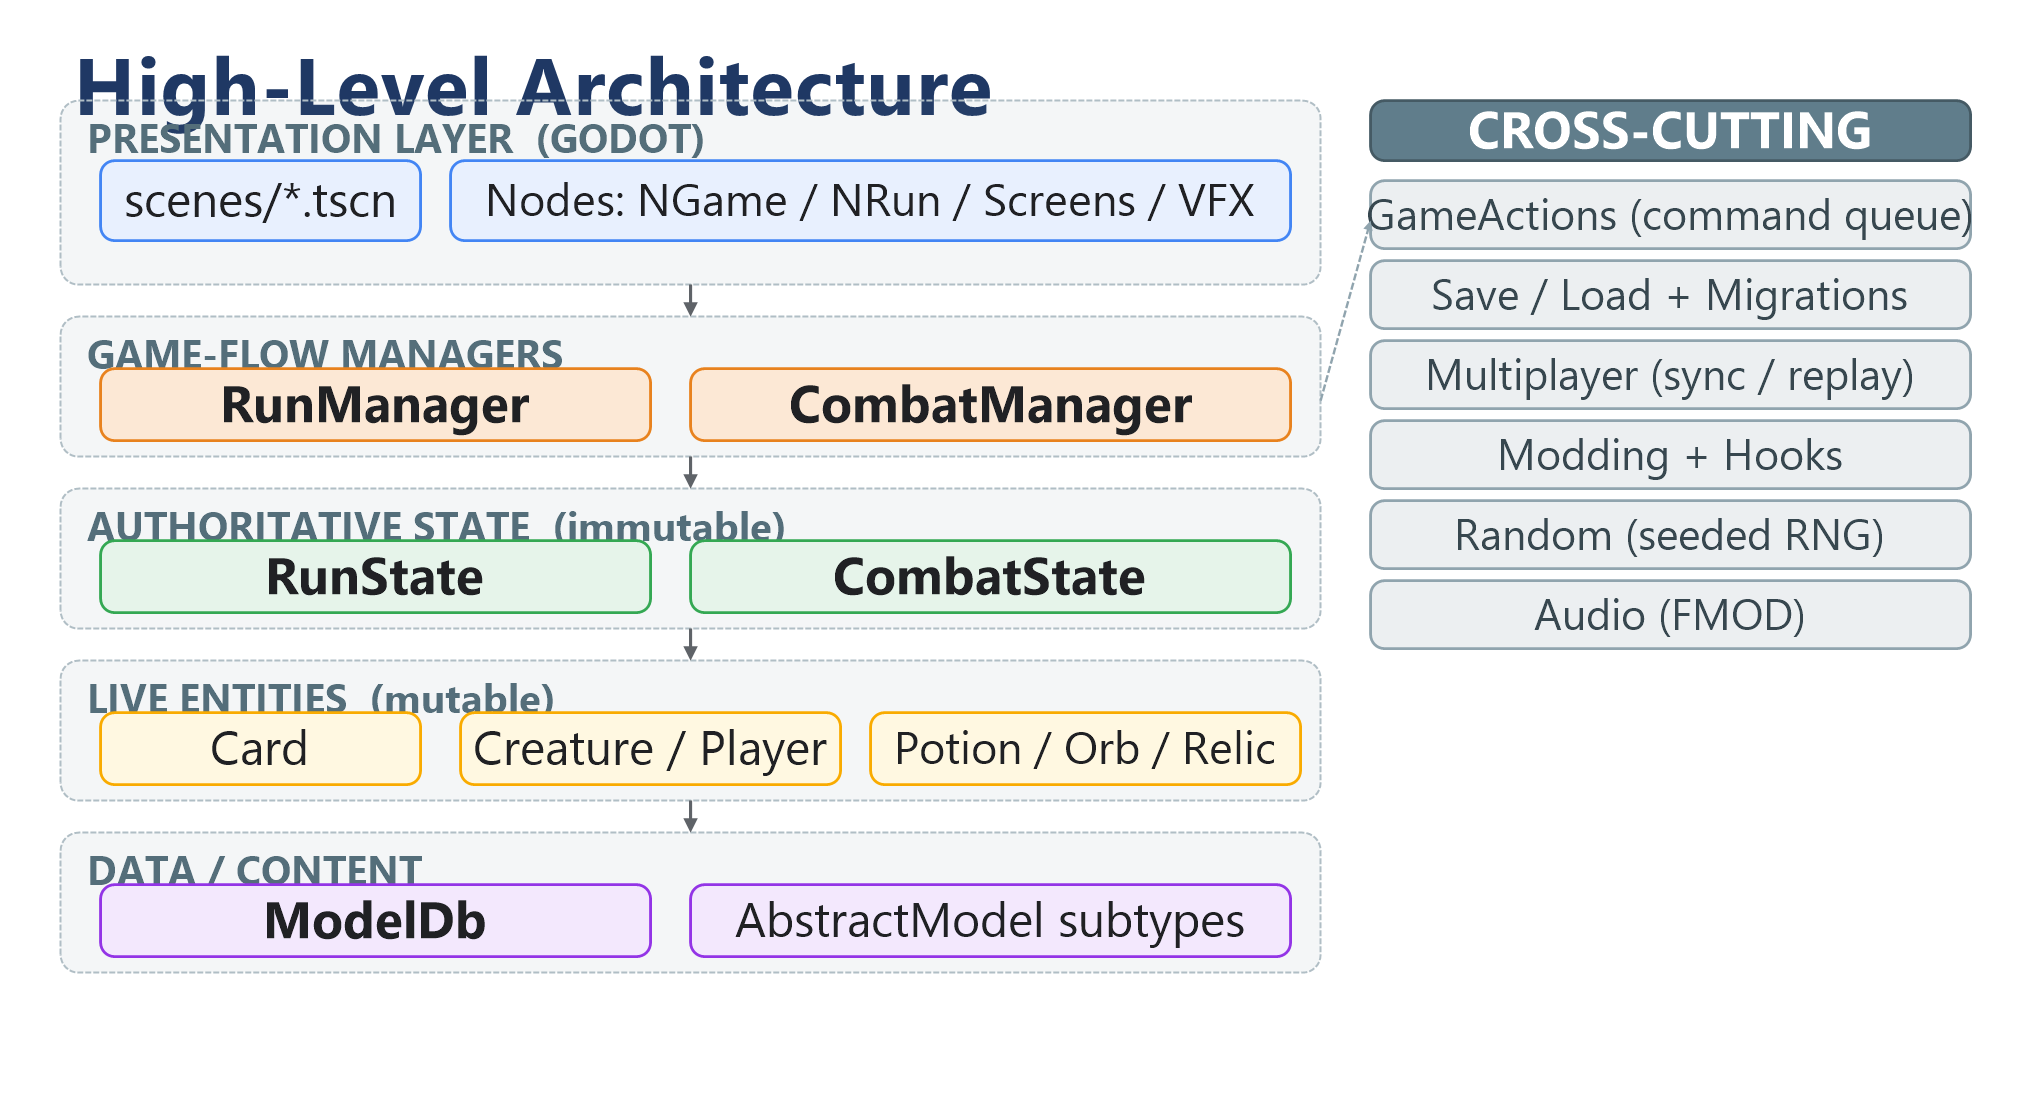 High-Level Architecture
PRESENTATION LAYER (GODOT)
scenes/*.tscn
Nodes: NGame / NRun / Screens / VFX
GAME-FLOW MANAGERS
RunManager
CombatManager
AUTHORITATIVE STATE (immutable)
RunState
CombatState
LIVE ENTITIES (mutable)
Card
Creature / Player
Potion / Orb / Relic
DATA / CONTENT
ModelDb
AbstractModel subtypes
CROSS-CUTTING
GameActions (command queue)
Save / Load + Migrations
Multiplayer (sync / replay)
Modding + Hooks
Random (seeded RNG)
Audio (FMOD)